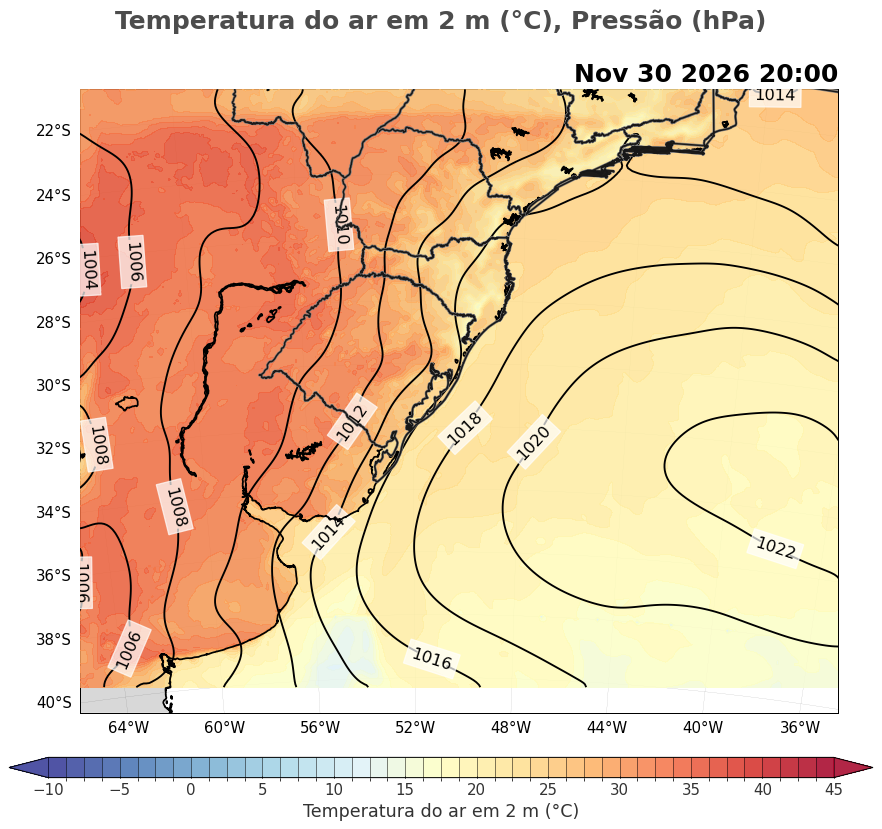 Temperatura do ar em 2 m (°C), Pressão (hPa)
Nov 30 2026 20:00
1014
22°S
24°S
26°S
28°S
30°S
32°S
34°S
36°S
38°S
40°S
1004
1006
1010
1008
1012
1018
1020
1008
1014
1022
1006
1006
1016
64°W
60°W
56°W
52°W
48°W
44°W
40°W
36°W
−10 −5 0 5 10 15 20 25 30 35 40 45
Temperatura do ar em 2 m (°C)